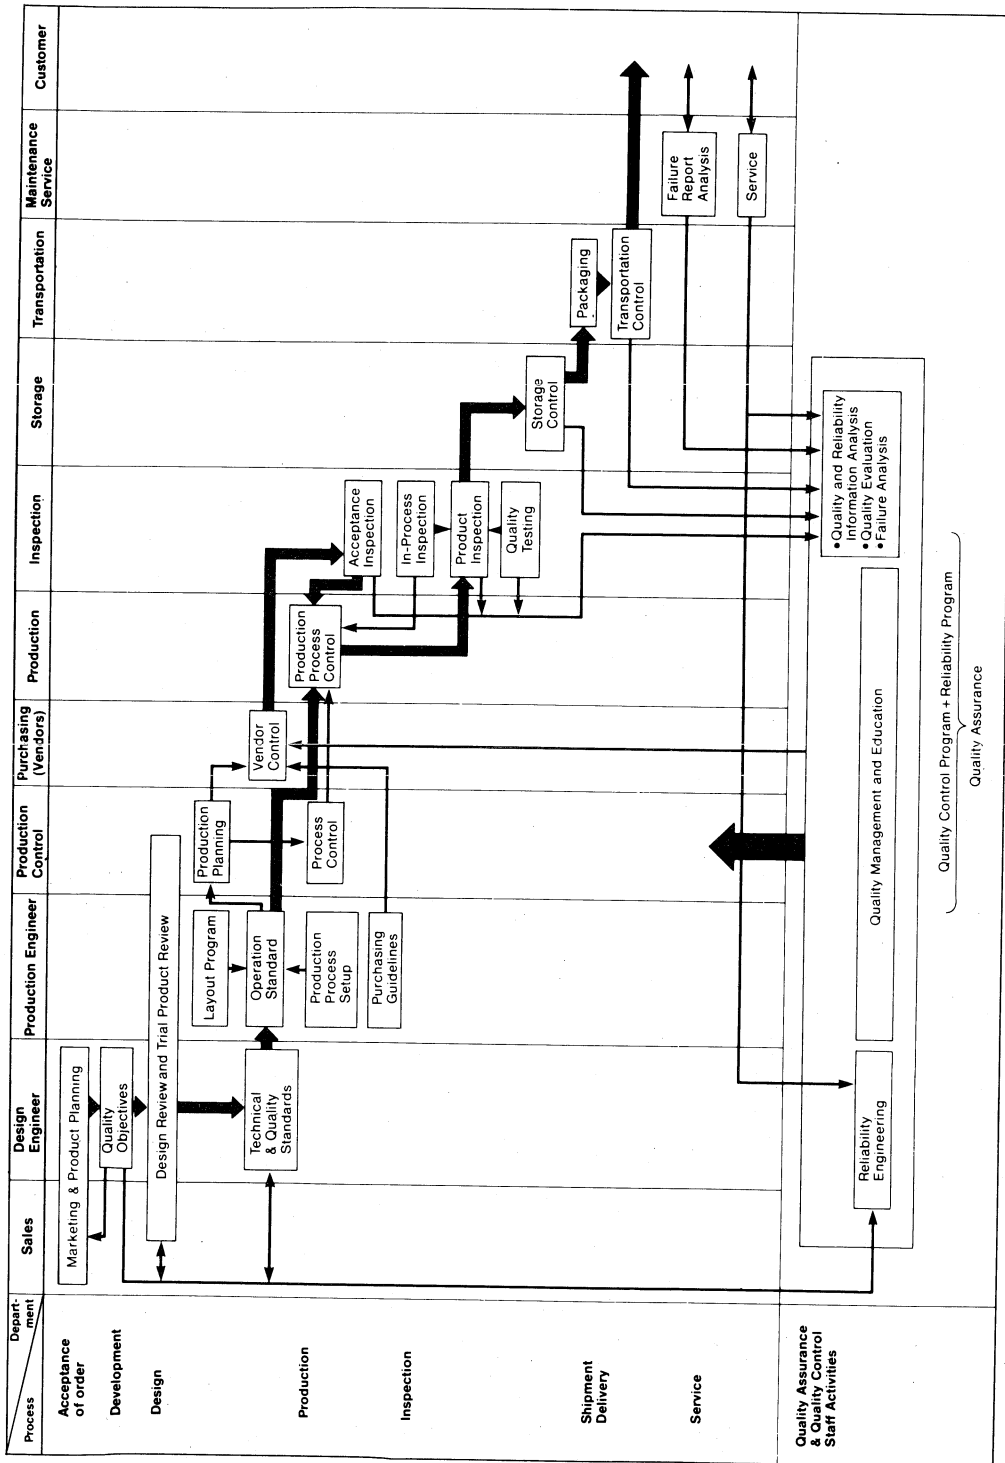 Process
Depart-
ment
Sales
Design
Engineer
Production Engineer
Production
Control
Purchasing
(Vendors)
Production
Inspection
Storage
Transportation
Maintenance
Service
Customer
Acceptance
of order
Marketing & Product Planning
Development
Quality
Objectives
Design
Design Review and Trial Product Review
Production
Technical
& Quality
Standards
Layout Program
Operation
Standard
Production
Process
Setup
Purchasing
Guidelines
Production
Planning
Process
Control
Vendor
Control
Production
Process
Control
Inspection
Acceptance
Inspection
In-Process
Inspection
Product
Inspection
Quality
Testing
Shipment
Delivery
Storage
Control
Packaging
Transportation
Control
Service
Failure
Report
Analysis
Service
Quality Assurance
& Quality Control
Staff Activities
Reliability
Engineering
Quality Management and Education
• Quality and Reliability
Information Analysis
• Quality Evaluation
• Failure Analysis
Quality Control Program + Reliability Program
Quality Assurance